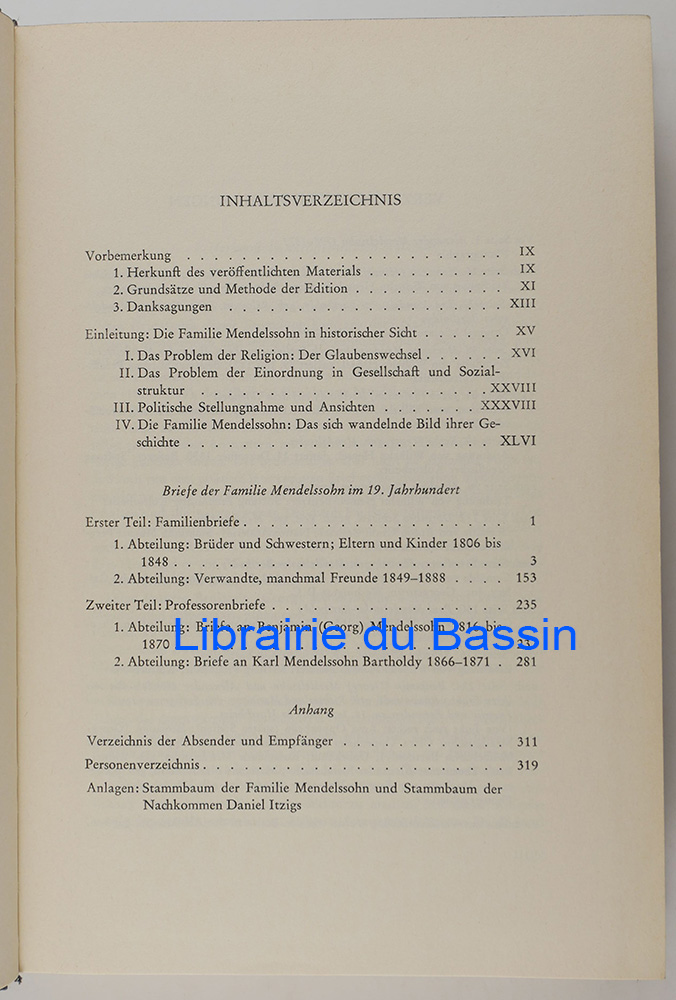 INHALTSVERZEICHNIS
Vorbemerkung . . . . . . . . . . . . . . . . . . . . . . . IX
1. Herkunft des veröffentlichten Materials . . . . . . . . . . IX
2. Grundsätze und Methode der Edition . . . . . . . . . . . XI
3. Danksagungen . . . . . . . . . . . . . . . . . . . . XIII
Einleitung: Die Familie Mendelssohn in historischer Sicht . . . . . . XV
I. Das Problem der Religion: Der Glaubenswechsel . . . . . . XVI
II. Das Problem der Einordnung in Gesellschaft und Sozial-
struktur . . . . . . . . . . . . . . . . . . . . . XXVIII
III. Politische Stellungnahme und Ansichten . . . . . . . XXXVIII
IV. Die Familie Mendelssohn: Das sich wandelnde Bild ihrer Ge-
schichte . . . . . . . . . . . . . . . . . . . . . . XLVI
Briefe der Familie Mendelssohn im 19. Jahrhundert
Erster Teil: Familienbriefe . . . . . . . . . . . . . . . . . . . 1
1. Abteilung: Brüder und Schwestern; Eltern und Kinder 1806 bis
1848 . . . . . . . . . . . . . . . . . . . . . . . . 3
2. Abteilung: Verwandte, manchmal Freunde 1849–1888 . . . . 153
Zweiter Teil: Professorenbriefe . . . . . . . . . . . . . . . . . 235
1. Abteilung: Briefe an Benjamin (Georg) Mendelssohn 1816 bis
1870 . . . . . . . . . . . . . . . . . . . . . .
Librairie du Bassin
2. Abteilung: Briefe an Karl Mendelssohn Bartholdy 1866–1871 . 281
Anhang
Verzeichnis der Absender und Empfänger . . . . . . . . . . . . 311
Personenverzeichnis . . . . . . . . . . . . . . . . . . . . . . 319
Anlagen: Stammbaum der Familie Mendelssohn und Stammbaum der
Nachkommen Daniel Itzigs